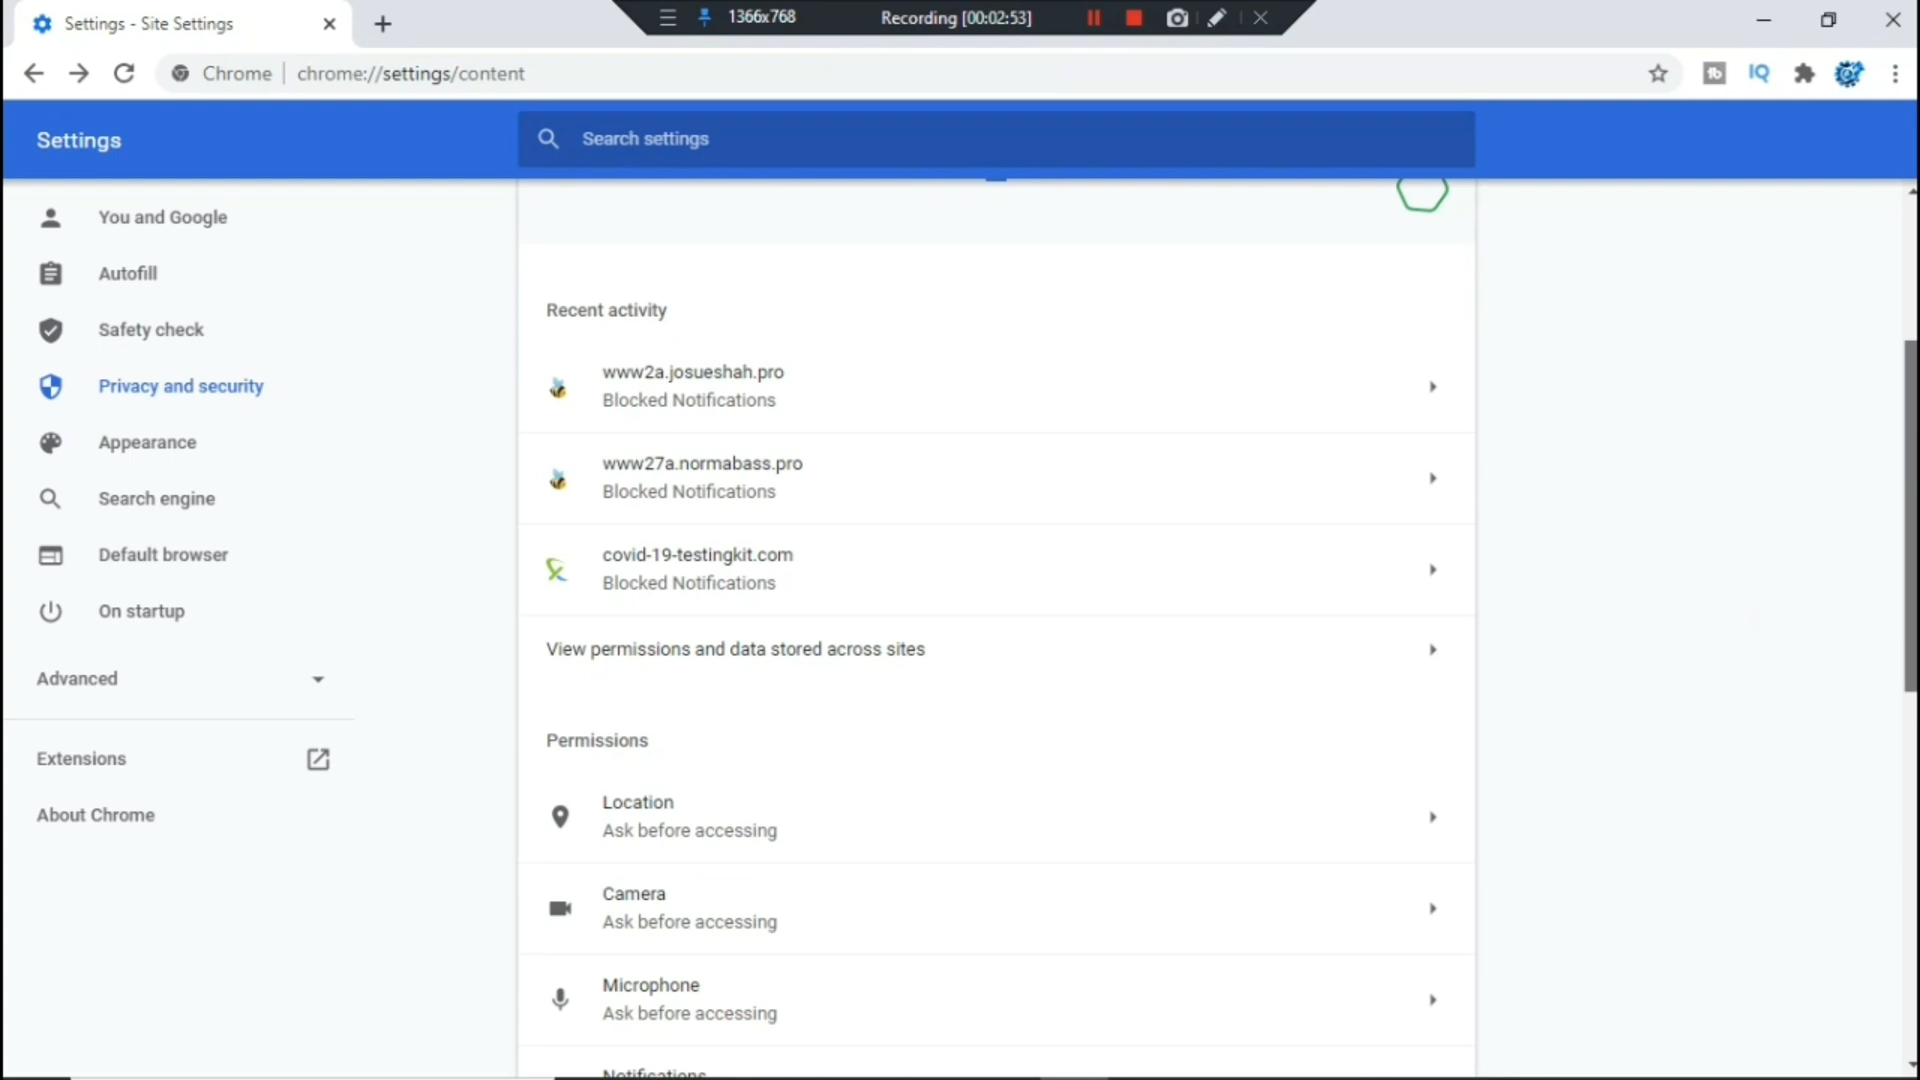 Settings - Site Settings
1366x768
Recording [00:02:53]
Chrome
chrome://settings/content
IQ
Settings
Search settings
You and Google
Autofill
Safety check
Privacy and security
Appearance
Search engine
Default browser
On startup
Advanced
Extensions
About Chrome
Recent activity
www2a.josueshah.pro
Blocked Notifications
www27a.normabass.pro
Blocked Notifications
covid-19-testingkit.com
Blocked Notifications
View permissions and data stored across sites
Permissions
Location
Ask before accessing
Camera
Ask before accessing
Microphone
Ask before accessing
Notifications